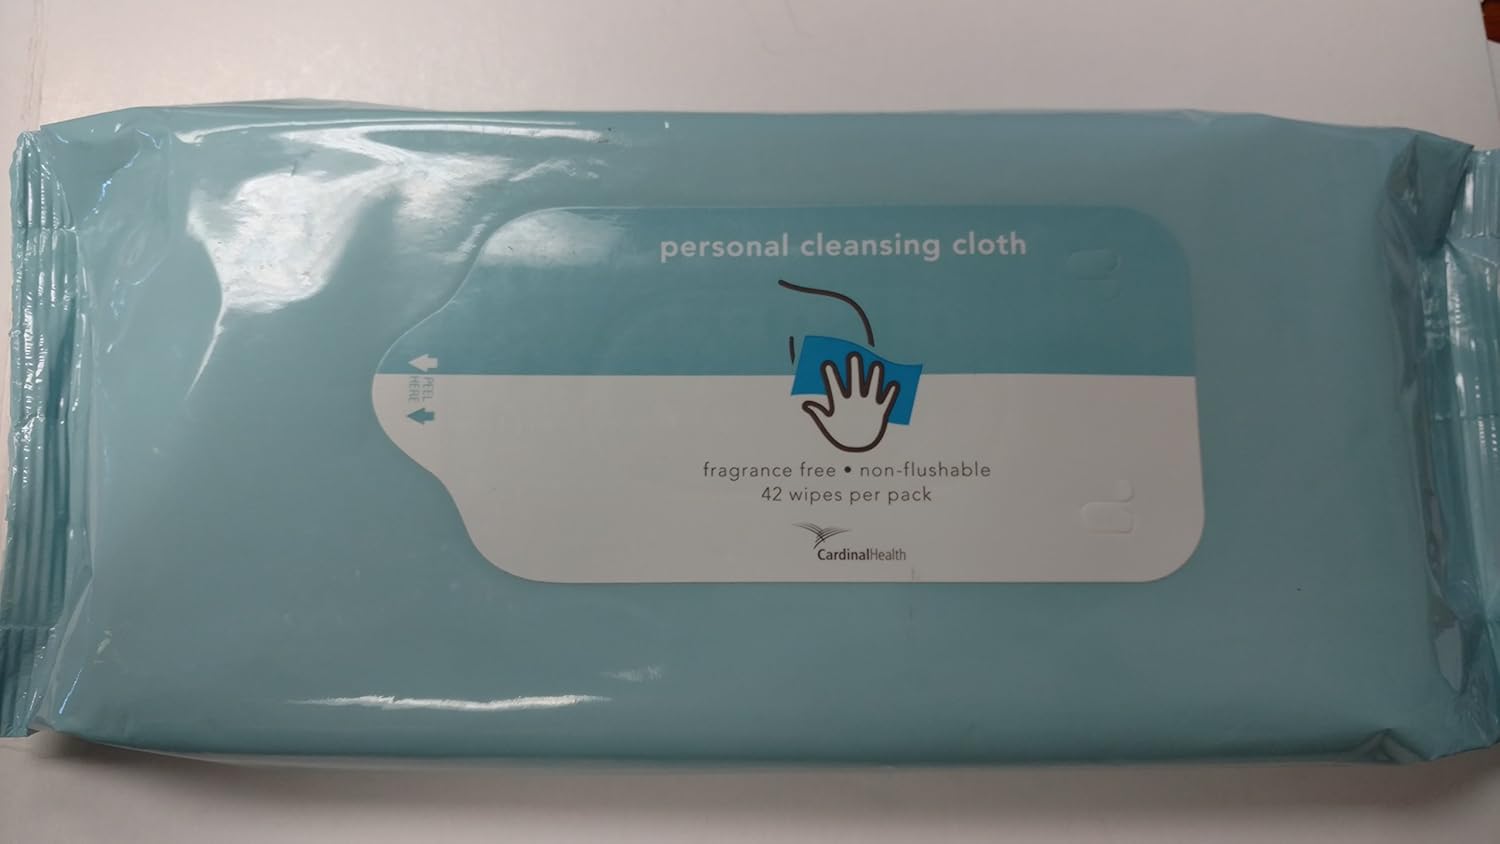 personal cleansing cloth
PEEL
HERE
fragrance free • non-flushable
42 wipes per pack
CardinalHealth